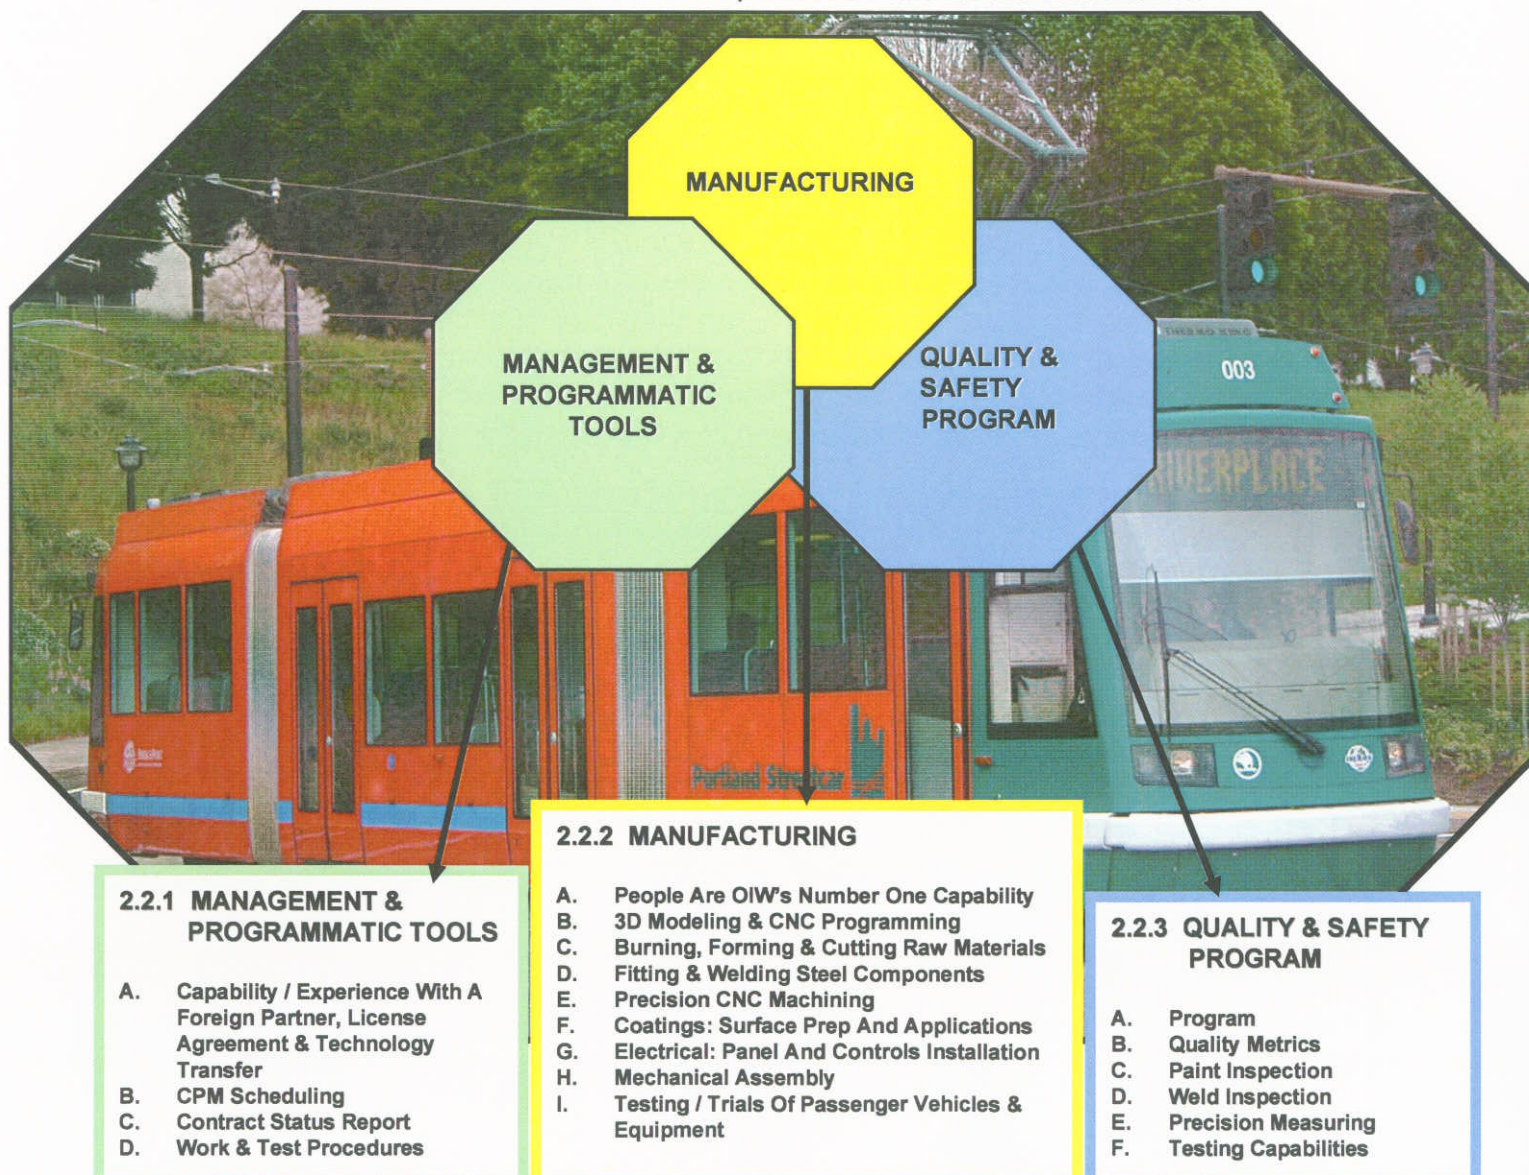 MANUFACTURING
MANAGEMENT &
PROGRAMMATIC
TOOLS
QUALITY &
SAFETY
PROGRAM
THERMO KING
003
RIVERPLACE
Portland Streetcar
2.2.1 MANAGEMENT &
PROGRAMMATIC TOOLS
A. Capability / Experience With A
Foreign Partner, License
Agreement & Technology
Transfer
B. CPM Scheduling
C. Contract Status Report
D. Work & Test Procedures
2.2.2 MANUFACTURING
A. People Are OIW's Number One Capability
B. 3D Modeling & CNC Programming
C. Burning, Forming & Cutting Raw Materials
D. Fitting & Welding Steel Components
E. Precision CNC Machining
F. Coatings: Surface Prep And Applications
G. Electrical: Panel And Controls Installation
H. Mechanical Assembly
I. Testing / Trials Of Passenger Vehicles &
Equipment
2.2.3 QUALITY & SAFETY
PROGRAM
A. Program
B. Quality Metrics
C. Paint Inspection
D. Weld Inspection
E. Precision Measuring
F. Testing Capabilities